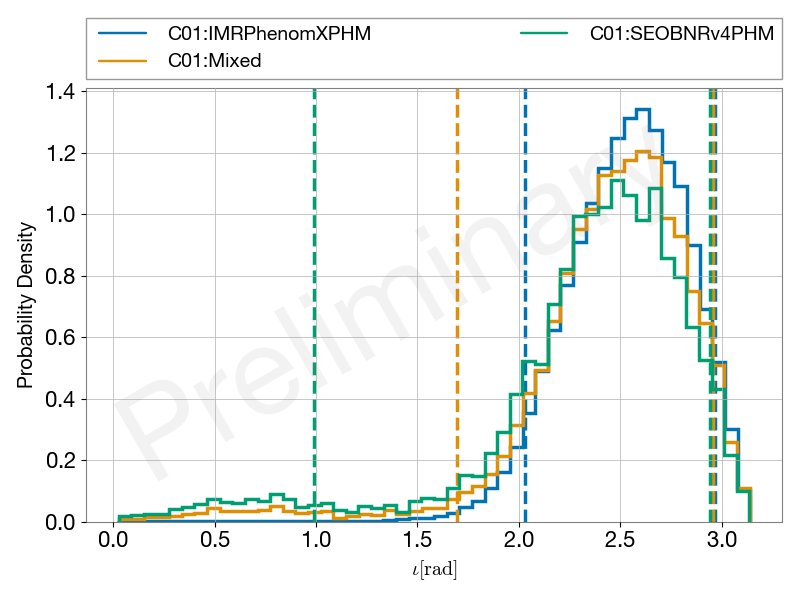 C01:IMRPhenomXPHM
C01:SEOBNRv4PHM
C01:Mixed
1.4
1.2
1.0
0.8
0.6
0.4
0.2
0.0
Probability Density
Preliminary
0.0 0.5 1.0 1.5 2.0 2.5 3.0
ι[rad]